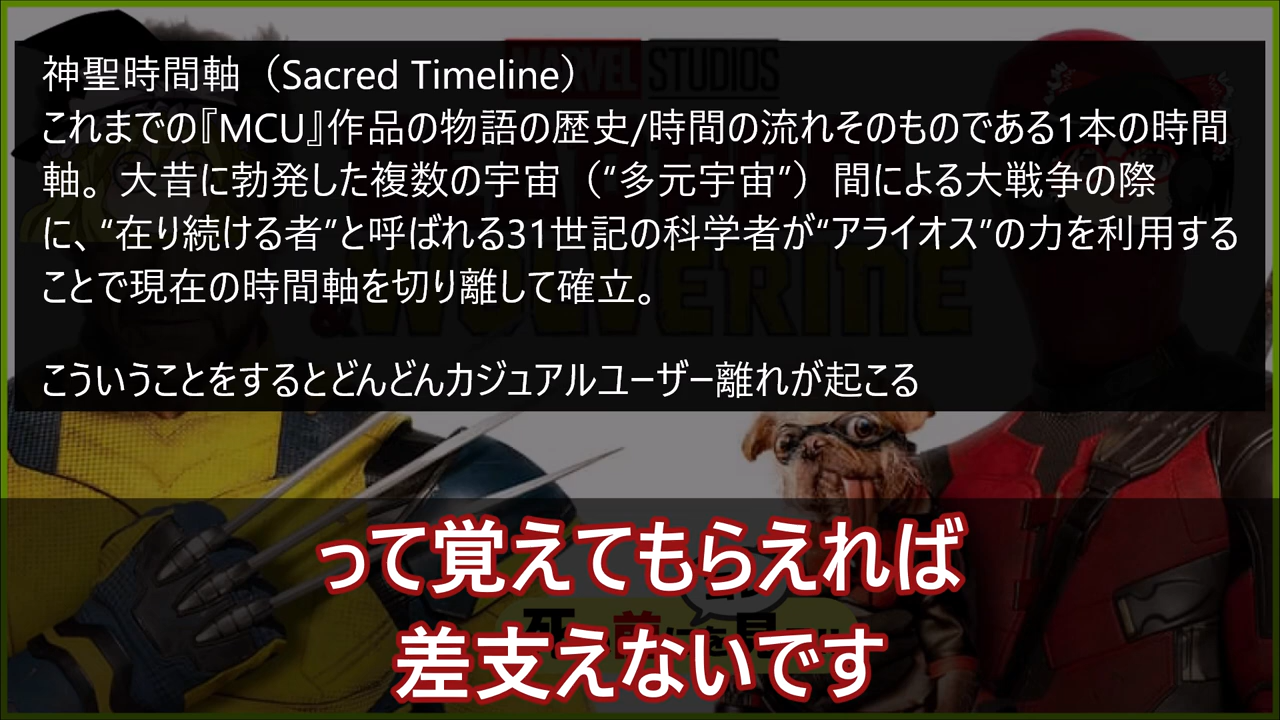 神聖時間軸（Sacred Timeline）
これまでの『MCU』作品の物語の歴史/時間の流れそのものである1本の時間
軸。大昔に勃発した複数の宇宙（“多元宇宙”）間による大戦争の際
に、“在り続ける者”と呼ばれる31世記の科学者が“アライオス”の力を利用する
ことで現在の時間軸を切り離して確立。
こういうことをするとどんどんカジュアルユーザー離れが起こる
MARVEL STUDIOS
& WOLVERINE
って覚えてもらえれば
差支えないです